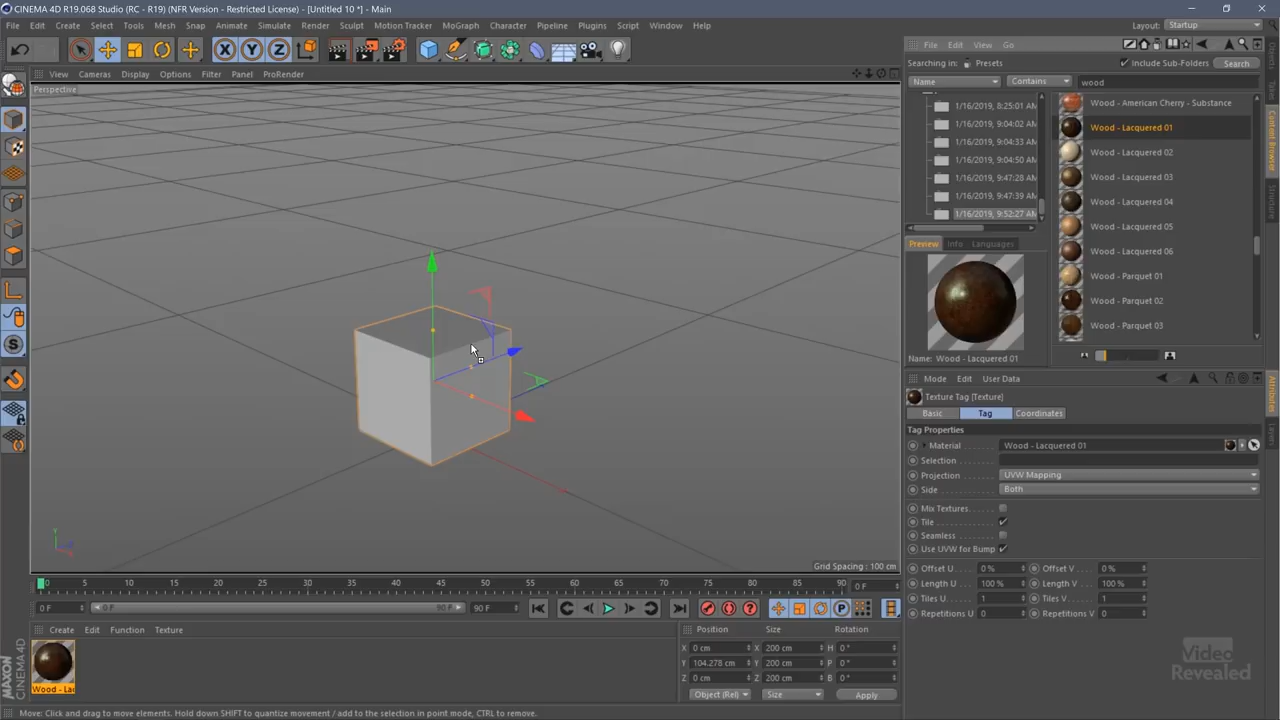 CINEMA 4D R19.068 Studio (RC - R19) (NFR Version - Restricted License) - [Untitled 10 *] - Main
File Edit Create Select Tools Mesh Snap Animate Simulate Render Sculpt Motion Tracker MoGraph Character Pipeline Plugins Script Window Help
Layout: Startup
X Y Z
File Edit View Go
Searching in: Presets
Include Sub-Folders Search
Name Contains wood
View Cameras Display Options Filter Panel ProRender
Perspective
1/16/2019, 8:25:01 AM
1/16/2019, 9:04:02 AM
1/16/2019, 9:04:33 AM
1/16/2019, 9:04:50 AM
1/16/2019, 9:47:28 AM
1/16/2019, 9:47:39 AM
1/16/2019, 9:52:27 AM
Wood - American Cherry - Substance
Wood - Lacquered 01
Wood - Lacquered 02
Wood - Lacquered 03
Wood - Lacquered 04
Wood - Lacquered 05
Wood - Lacquered 06
Wood - Parquet 01
Wood - Parquet 02
Wood - Parquet 03
Preview Info Languages
Name: Wood - Lacquered 01
Objects
Content Browser
Structure
Attributes
Layers
Mode Edit User Data
Texture Tag [Texture]
Basic Tag Coordinates
Tag Properties
Material Wood - Lacquered 01
Selection
Projection UVW Mapping
Side Both
Mix Textures
Tile
Seamless
Use UVW for Bump
Offset U 0 % Offset V 0 %
Length U 100 % Length V 100 %
Tiles U 1 Tiles V 1
Repetitions U 0 Repetitions V 0
Y
Grid Spacing : 100 cm
0 5 10 15 20 25 30 35 40 45 50 55 60 65 70 75 80 85 90
0 F
0 F 0 F 90 F 90 F
P
Create Edit Function Texture
Wood - Lac
Position Size Rotation
X 0 cm X 200 cm H 0 °
Y 104.278 cm Y 200 cm P 0 °
Z 0 cm Z 200 cm B 0 °
Object (Rel) Size Apply
MAXON CINEMA 4D
Video Revealed
Move: Click and drag to move elements. Hold down SHIFT to quantize movement / add to the selection in point mode, CTRL to remove.